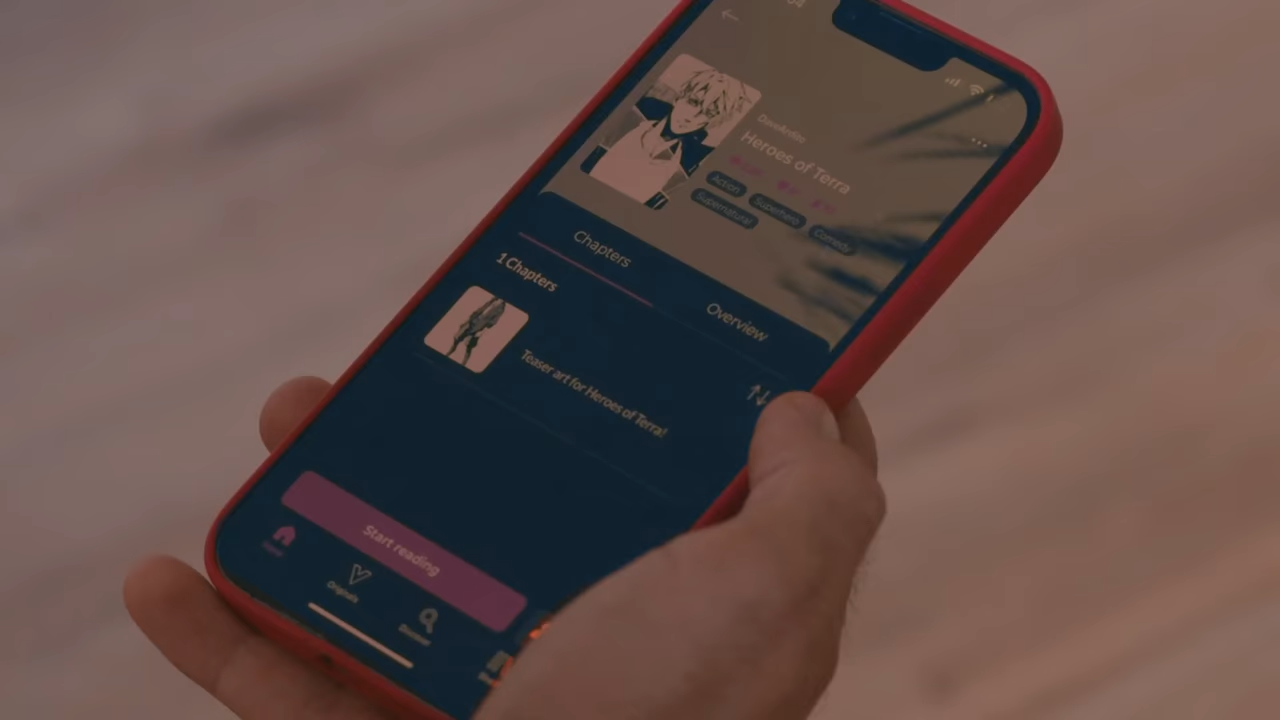 Heroes of Terra
Action
Superhero
Comedy
Supernatural
Chapters
Overview
1 Chapters
Teaser art for Heroes of Terra!
Start reading
Home
Originals
Discover